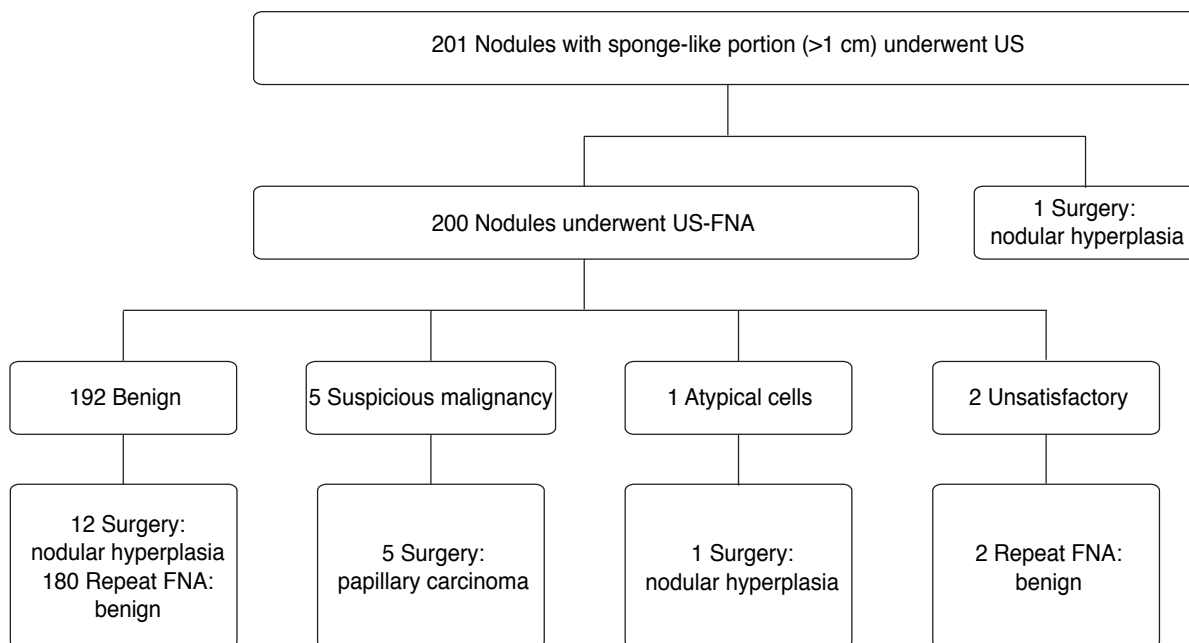 201 Nodules with sponge-like portion (>1 cm) underwent US
200 Nodules underwent US-FNA
1 Surgery:
nodular hyperplasia
192 Benign
5 Suspicious malignancy
1 Atypical cells
2 Unsatisfactory
12 Surgery:
nodular hyperplasia
180 Repeat FNA:
benign
5 Surgery:
papillary carcinoma
1 Surgery:
nodular hyperplasia
2 Repeat FNA:
benign